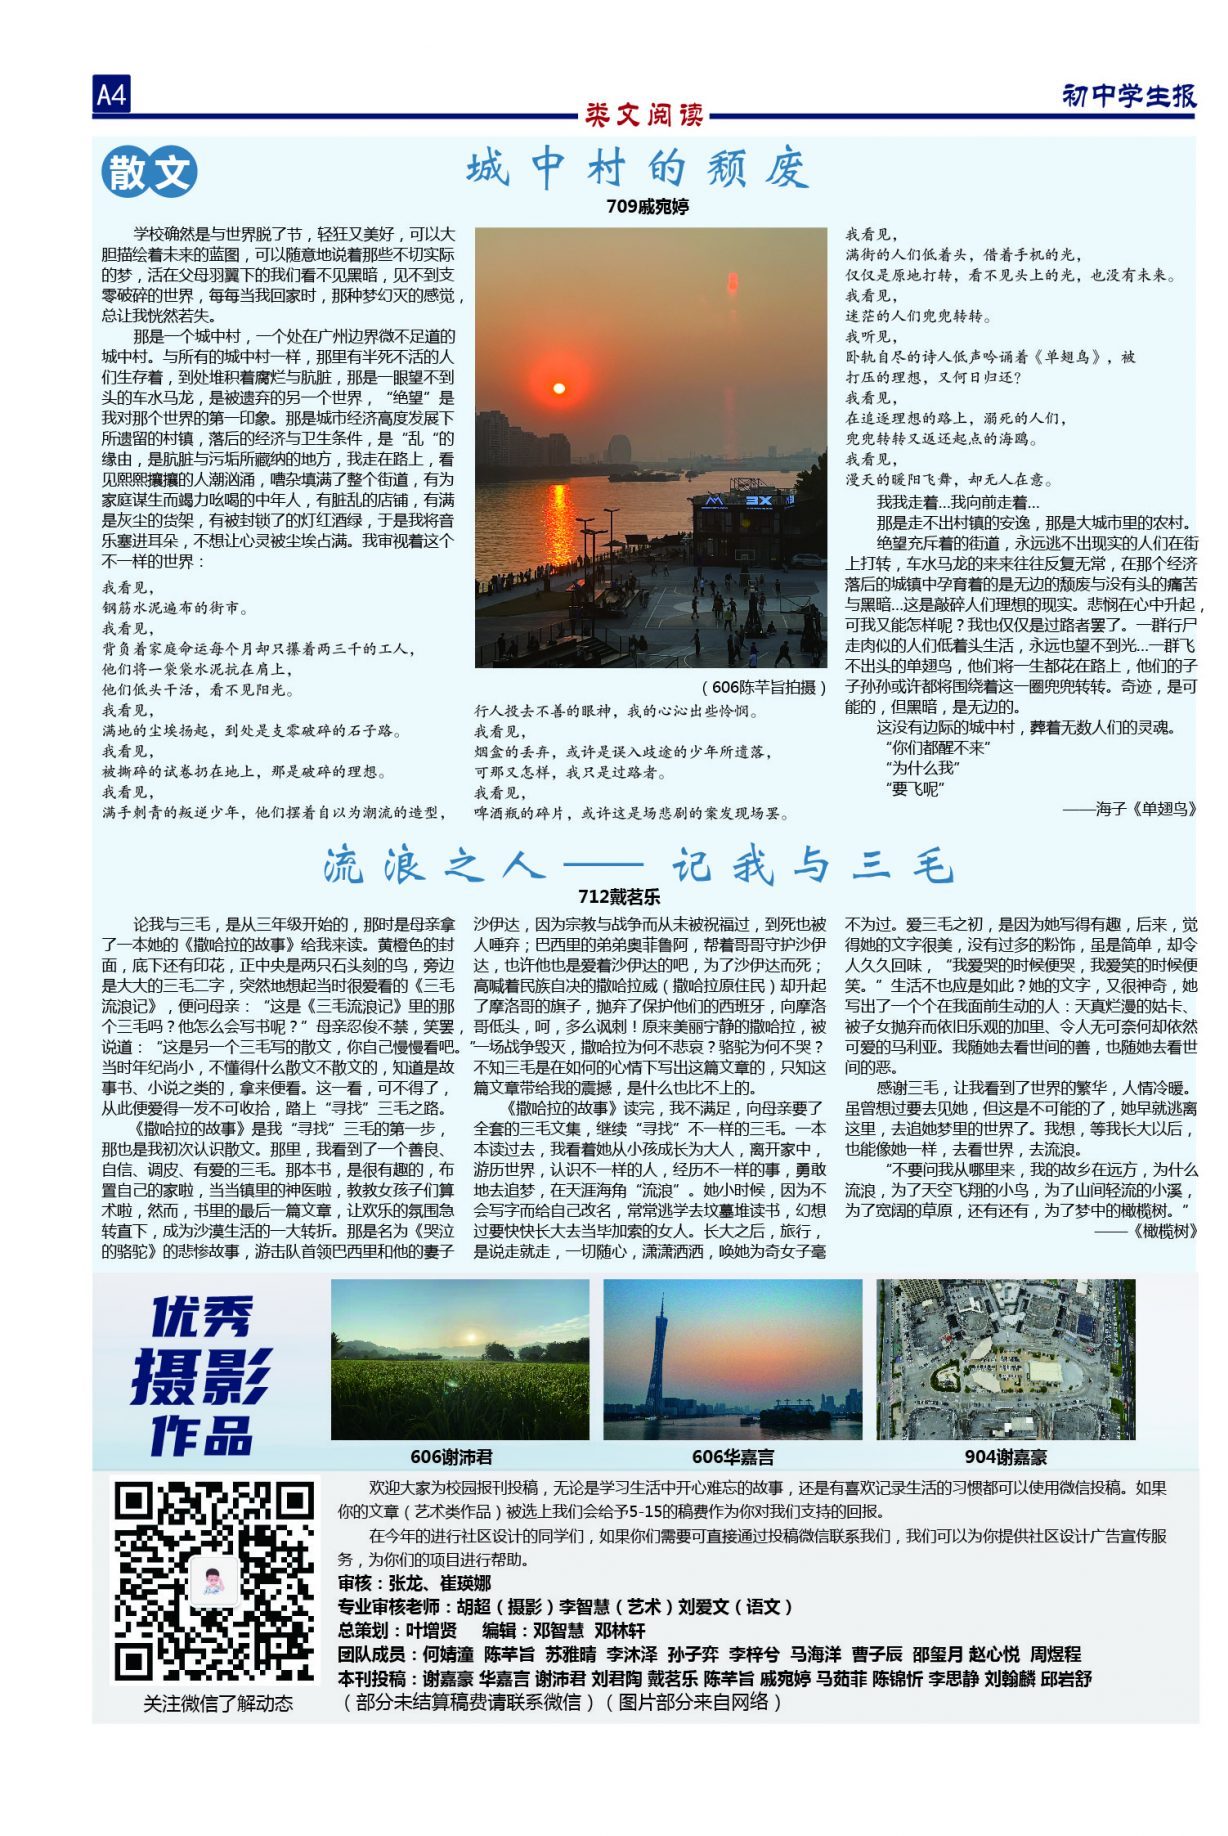 A4
初中学生报
类文阅读
散文
城中村的颓废
709戚宛婷
学校确然是与世界脱了节，轻狂又美好，可以大
胆描绘着未来的蓝图，可以随意地说着那些不切实际
的梦，活在父母羽翼下的我们看不见黑暗，见不到支
零破碎的世界，每每当我回家时，那种梦幻灭的感觉，
总让我恍然若失。
那是一个城中村，一个处在广州边界微不足道的
城中村。与所有的城中村一样，那里有半死不活的人
们生存着，到处堆积着腐烂与肮脏，那是一眼望不到
头的车水马龙，是被遗弃的另一个世界，“绝望”是
我对那个世界的第一印象。那是城市经济高度发展下
所遗留的村镇，落后的经济与卫生条件，是“乱“的
缘由，是肮脏与污垢所藏纳的地方，我走在路上，看
见熙熙攘攘的人潮汹涌，嘈杂填满了整个街道，有为
家庭谋生而竭力吆喝的中年人，有脏乱的店铺，有满
是灰尘的货架，有被封锁了的灯红酒绿，于是我将音
乐塞进耳朵，不想让心灵被尘埃占满。我审视着这个
不一样的世界：
我看见，
钢筋水泥遍布的街市。
我看见，
背负着家庭命运每个月却只攥着两三千的工人，
他们将一袋袋水泥抗在肩上，
他们低头干活，看不见阳光。
我看见，
满地的尘埃扬起，到处是支零破碎的石子路。
我看见，
被撕碎的试卷扔在地上，那是破碎的理想。
我看见，
满手刺青的叛逆少年，他们摆着自以为潮流的造型，
3X
（606陈芊旨拍摄）
行人投去不善的眼神，我的心沁出些怜悯。
我看见，
烟盒的丢弃，或许是误入歧途的少年所遗落，
可那又怎样，我只是过路者。
我看见，
啤酒瓶的碎片，或许这是场悲剧的案发现场罢。
我看见，
满街的人们低着头，借着手机的光，
仅仅是原地打转，看不见头上的光，也没有未来。
我看见，
迷茫的人们兜兜转转。
我听见，
卧轨自尽的诗人低声吟诵着《单翅鸟》，被
打压的理想，又何日归还？
我看见，
在追逐理想的路上，溺死的人们，
兜兜转转又返还起点的海鸥。
我看见，
漫天的暖阳飞舞，却无人在意。
我我走着...我向前走着...
那是走不出村镇的安逸，那是大城市里的农村。
绝望充斥着的街道，永远逃不出现实的人们在街
上打转，车水马龙的来来往往反复无常，在那个经济
落后的城镇中孕育着的是无边的颓废与没有头的痛苦
与黑暗...这是敲碎人们理想的现实。悲悯在心中升起，
可我又能怎样呢？我也仅仅是过路者罢了。一群行尸
走肉似的人们低着头生活，永远也望不到光...一群飞
不出头的单翅鸟，他们将一生都花在路上，他们的子
子孙孙或许都将围绕着这一圈兜兜转转。奇迹，是可
能的，但黑暗，是无边的。
这没有边际的城中村，葬着无数人们的灵魂。
“你们都醒不来”
“为什么我”
“要飞呢”
——海子《单翅鸟》
流浪之人——记我与三毛
712戴茗乐
论我与三毛，是从三年级开始的，那时是母亲拿
了一本她的《撒哈拉的故事》给我来读。黄橙色的封
面，底下还有印花，正中央是两只石头刻的鸟，旁边
是大大的三毛二字，突然地想起当时很爱看的《三毛
流浪记》，便问母亲：“这是《三毛流浪记》里的那
个三毛吗？他怎么会写书呢？”母亲忍俊不禁，笑罢，
说道：“这是另一个三毛写的散文，你自己慢慢看吧。”
当时年纪尚小，不懂得什么散文不散文的，知道是故
事书、小说之类的，拿来便看。这一看，可不得了，
从此便爱得一发不可收拾，踏上“寻找”三毛之路。
《撒哈拉的故事》是我“寻找”三毛的第一步，
那也是我初次认识散文。那里，我看到了一个善良、
自信、调皮、有爱的三毛。那本书，是很有趣的，布
置自己的家啦，当当镇里的神医啦，教教女孩子们算
术啦，然而，书里的最后一篇文章，让欢乐的氛围急
转直下，成为沙漠生活的一大转折。那是名为《哭泣
的骆驼》的悲惨故事，游击队首领巴西里和他的妻子
沙伊达，因为宗教与战争而从未被祝福过，到死也被
人唾弃；巴西里的弟弟奥菲鲁阿，帮着哥哥守护沙伊
达，也许他也是爱着沙伊达的吧，为了沙伊达而死；
高喊着民族自决的撒哈拉威（撒哈拉原住民）却升起
了摩洛哥的旗子，抛弃了保护他们的西班牙，向摩洛
哥低头，呵，多么讽刺！原来美丽宁静的撒哈拉，被
一场战争毁灭，撒哈拉为何不悲哀？骆驼为何不哭？
不知三毛是在如何的心情下写出这篇文章的，只知这
篇文章带给我的震撼，是什么也比不上的。
《撒哈拉的故事》读完，我不满足，向母亲要了
全套的三毛文集，继续“寻找”不一样的三毛。一本
本读过去，我看着她从小孩成长为大人，离开家中，
游历世界，认识不一样的人，经历不一样的事，勇敢
地去追梦，在天涯海角“流浪”。她小时候，因为不
会写字而给自己改名，常常逃学去坟墓堆读书，幻想
过要快快长大去当毕加索的女人。长大之后，旅行，
是说走就走，一切随心，潇潇洒洒，唤她为奇女子毫
不为过。爱三毛之初，是因为她写得有趣，后来，觉
得她的文字很美，没有过多的粉饰，虽是简单，却令
人久久回味，“我爱哭的时候便哭，我爱笑的时候便
笑。”生活不也应是如此？她的文字，又很神奇，她
写出了一个个在我面前生动的人：天真烂漫的姑卡、
被子女抛弃而依旧乐观的加里、令人无可奈何却依然
可爱的马利亚。我随她去看世间的善，也随她去看世
间的恶。
感谢三毛，让我看到了世界的繁华，人情冷暖。
虽曾想过要去见她，但这是不可能的了，她早就逃离
这里，去追她梦里的世界了。我想，等我长大以后，
也能像她一样，去看世界，去流浪。
“不要问我从哪里来，我的故乡在远方，为什么
流浪，为了天空飞翔的小鸟，为了山间轻流的小溪，
为了宽阔的草原，还有还有，为了梦中的橄榄树。”
——《橄榄树》
优秀
摄影
作品
606谢沛君
606华嘉言
904谢嘉豪
欢迎大家为校园报刊投稿，无论是学习生活中开心难忘的故事，还是有喜欢记录生活的习惯都可以使用微信投稿。如果
你的文章（艺术类作品）被选上我们会给予5-15的稿费作为你对我们支持的回报。
在今年的进行社区设计的同学们，如果你们需要可直接通过投稿微信联系我们，我们可以为你提供社区设计广告宣传服
务，为你们的项目进行帮助。
审核：张龙、崔瑛娜
专业审核老师：胡超（摄影）李智慧（艺术）刘爱文（语文）
总策划：叶增贤 编辑：邓智慧 邓林轩
团队成员：何婧潼 陈芊旨 苏雅晴 李沐泽 孙子弈 李梓兮 马海洋 曹子辰 邵玺月 赵心悦 周煜程
本刊投稿：谢嘉豪 华嘉言 谢沛君 刘君陶 戴茗乐 陈芊旨 戚宛婷 马茹菲 陈锦忻 李思静 刘翰麟 邱岩舒
（部分未结算稿费请联系微信）（图片部分来自网络）
关注微信了解动态